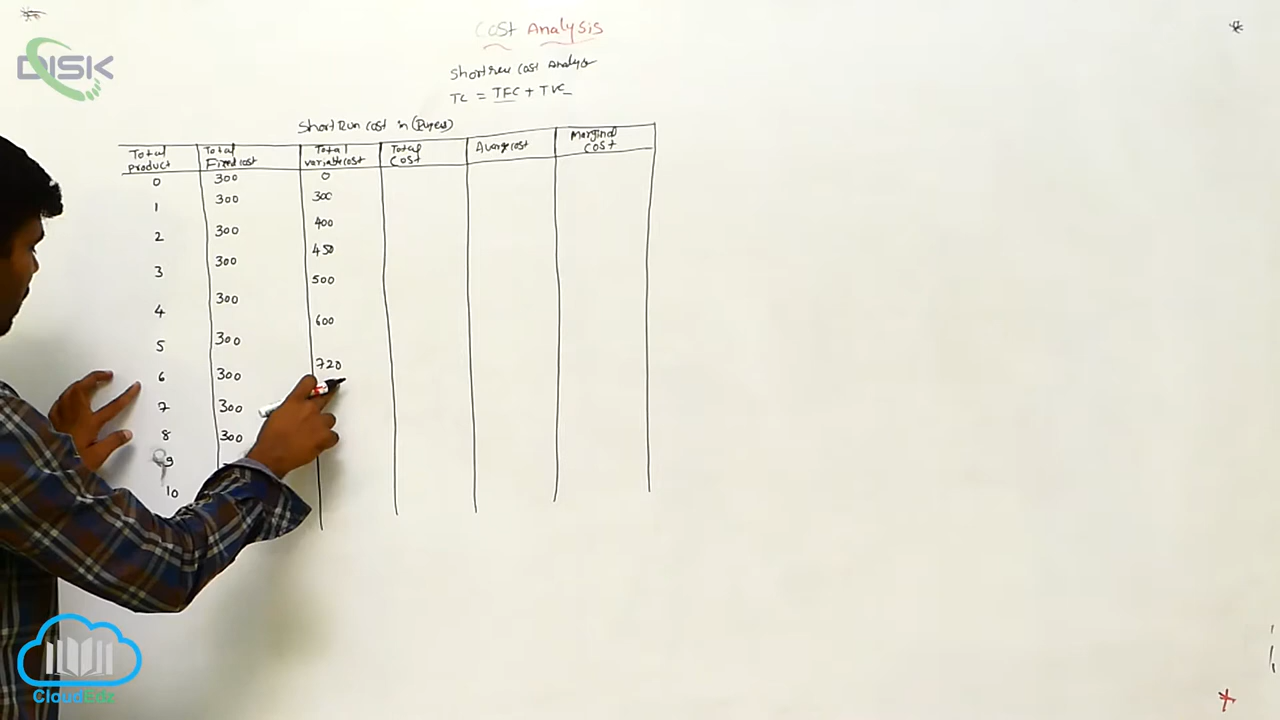 DISK
Cost Analysis
Short run cost Analysis
TC = TFC + TVC
Short Run cost in (Rupees)
Total product | Total Fixed cost | Total variable cost | Total Cost | Average cost | Marginal Cost
0 300 0
1 300 300
2 300 400
3 300 450
4 300 500
5 300 600
6 300 720
7 300
8 300
9
10
CloudEdz